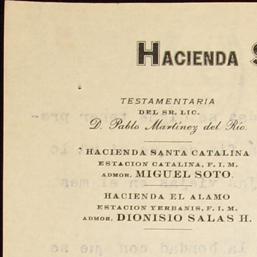 HACIENDA S
TESTAMENTARIA
DEL SR. LIC.
D. Pablo Martínez del Río.
HACIENDA SANTA CATALINA
ESTACION CATALINA, F. I. M.
ADMOR. MIGUEL SOTO.
HACIENDA EL ALAMO
ESTACION YERBANIS, F. I. M.
ADMOR. DIONISIO SALAS H.